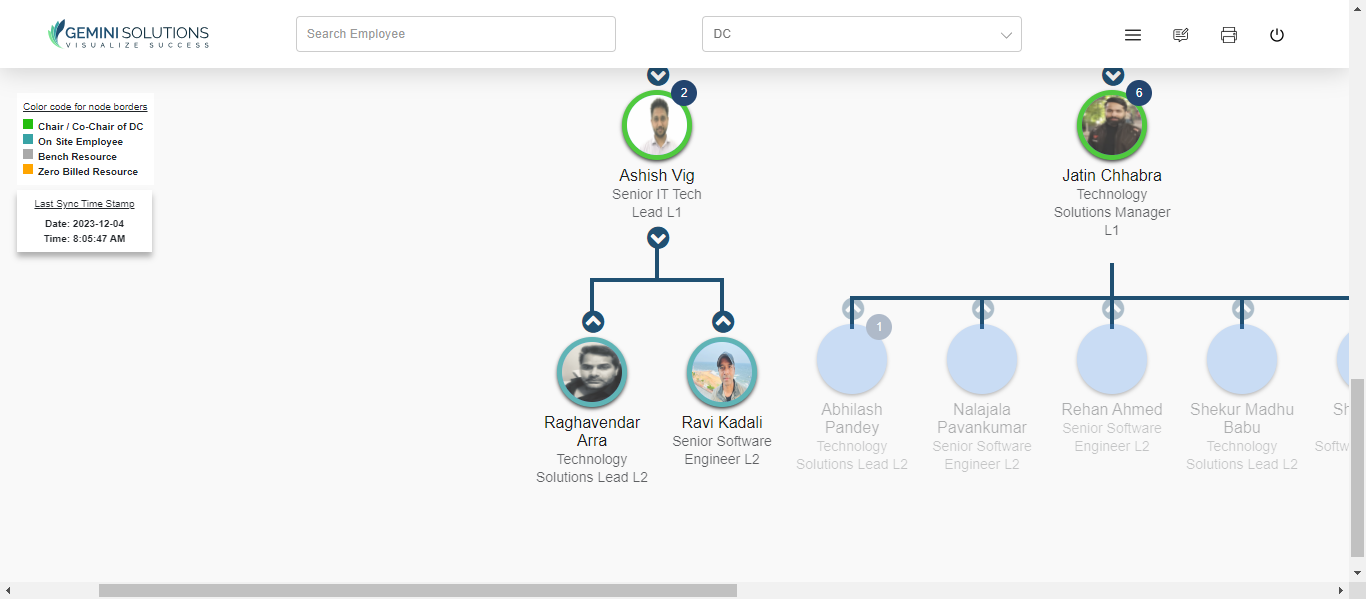 GEMINI SOLUTIONS
VISUALIZE SUCCESS
Search Employee
DC
Color code for node borders
Chair / Co-Chair of DC
On Site Employee
Bench Resource
Zero Billed Resource
Last Sync Time Stamp
Date: 2023-12-04
Time: 8:05:47 AM
2
Ashish Vig
Senior IT Tech
Lead L1
6
Jatin Chhabra
Technology
Solutions Manager
L1
Raghavendar
Arra
Technology
Solutions Lead L2
Ravi Kadali
Senior Software
Engineer L2
1
Abhilash
Pandey
Technology
Solutions Lead L2
Nalajala
Pavankumar
Senior Software
Engineer L2
Rehan Ahmed
Senior Software
Engineer L2
Shekur Madhu
Babu
Technology
Solutions Lead L2